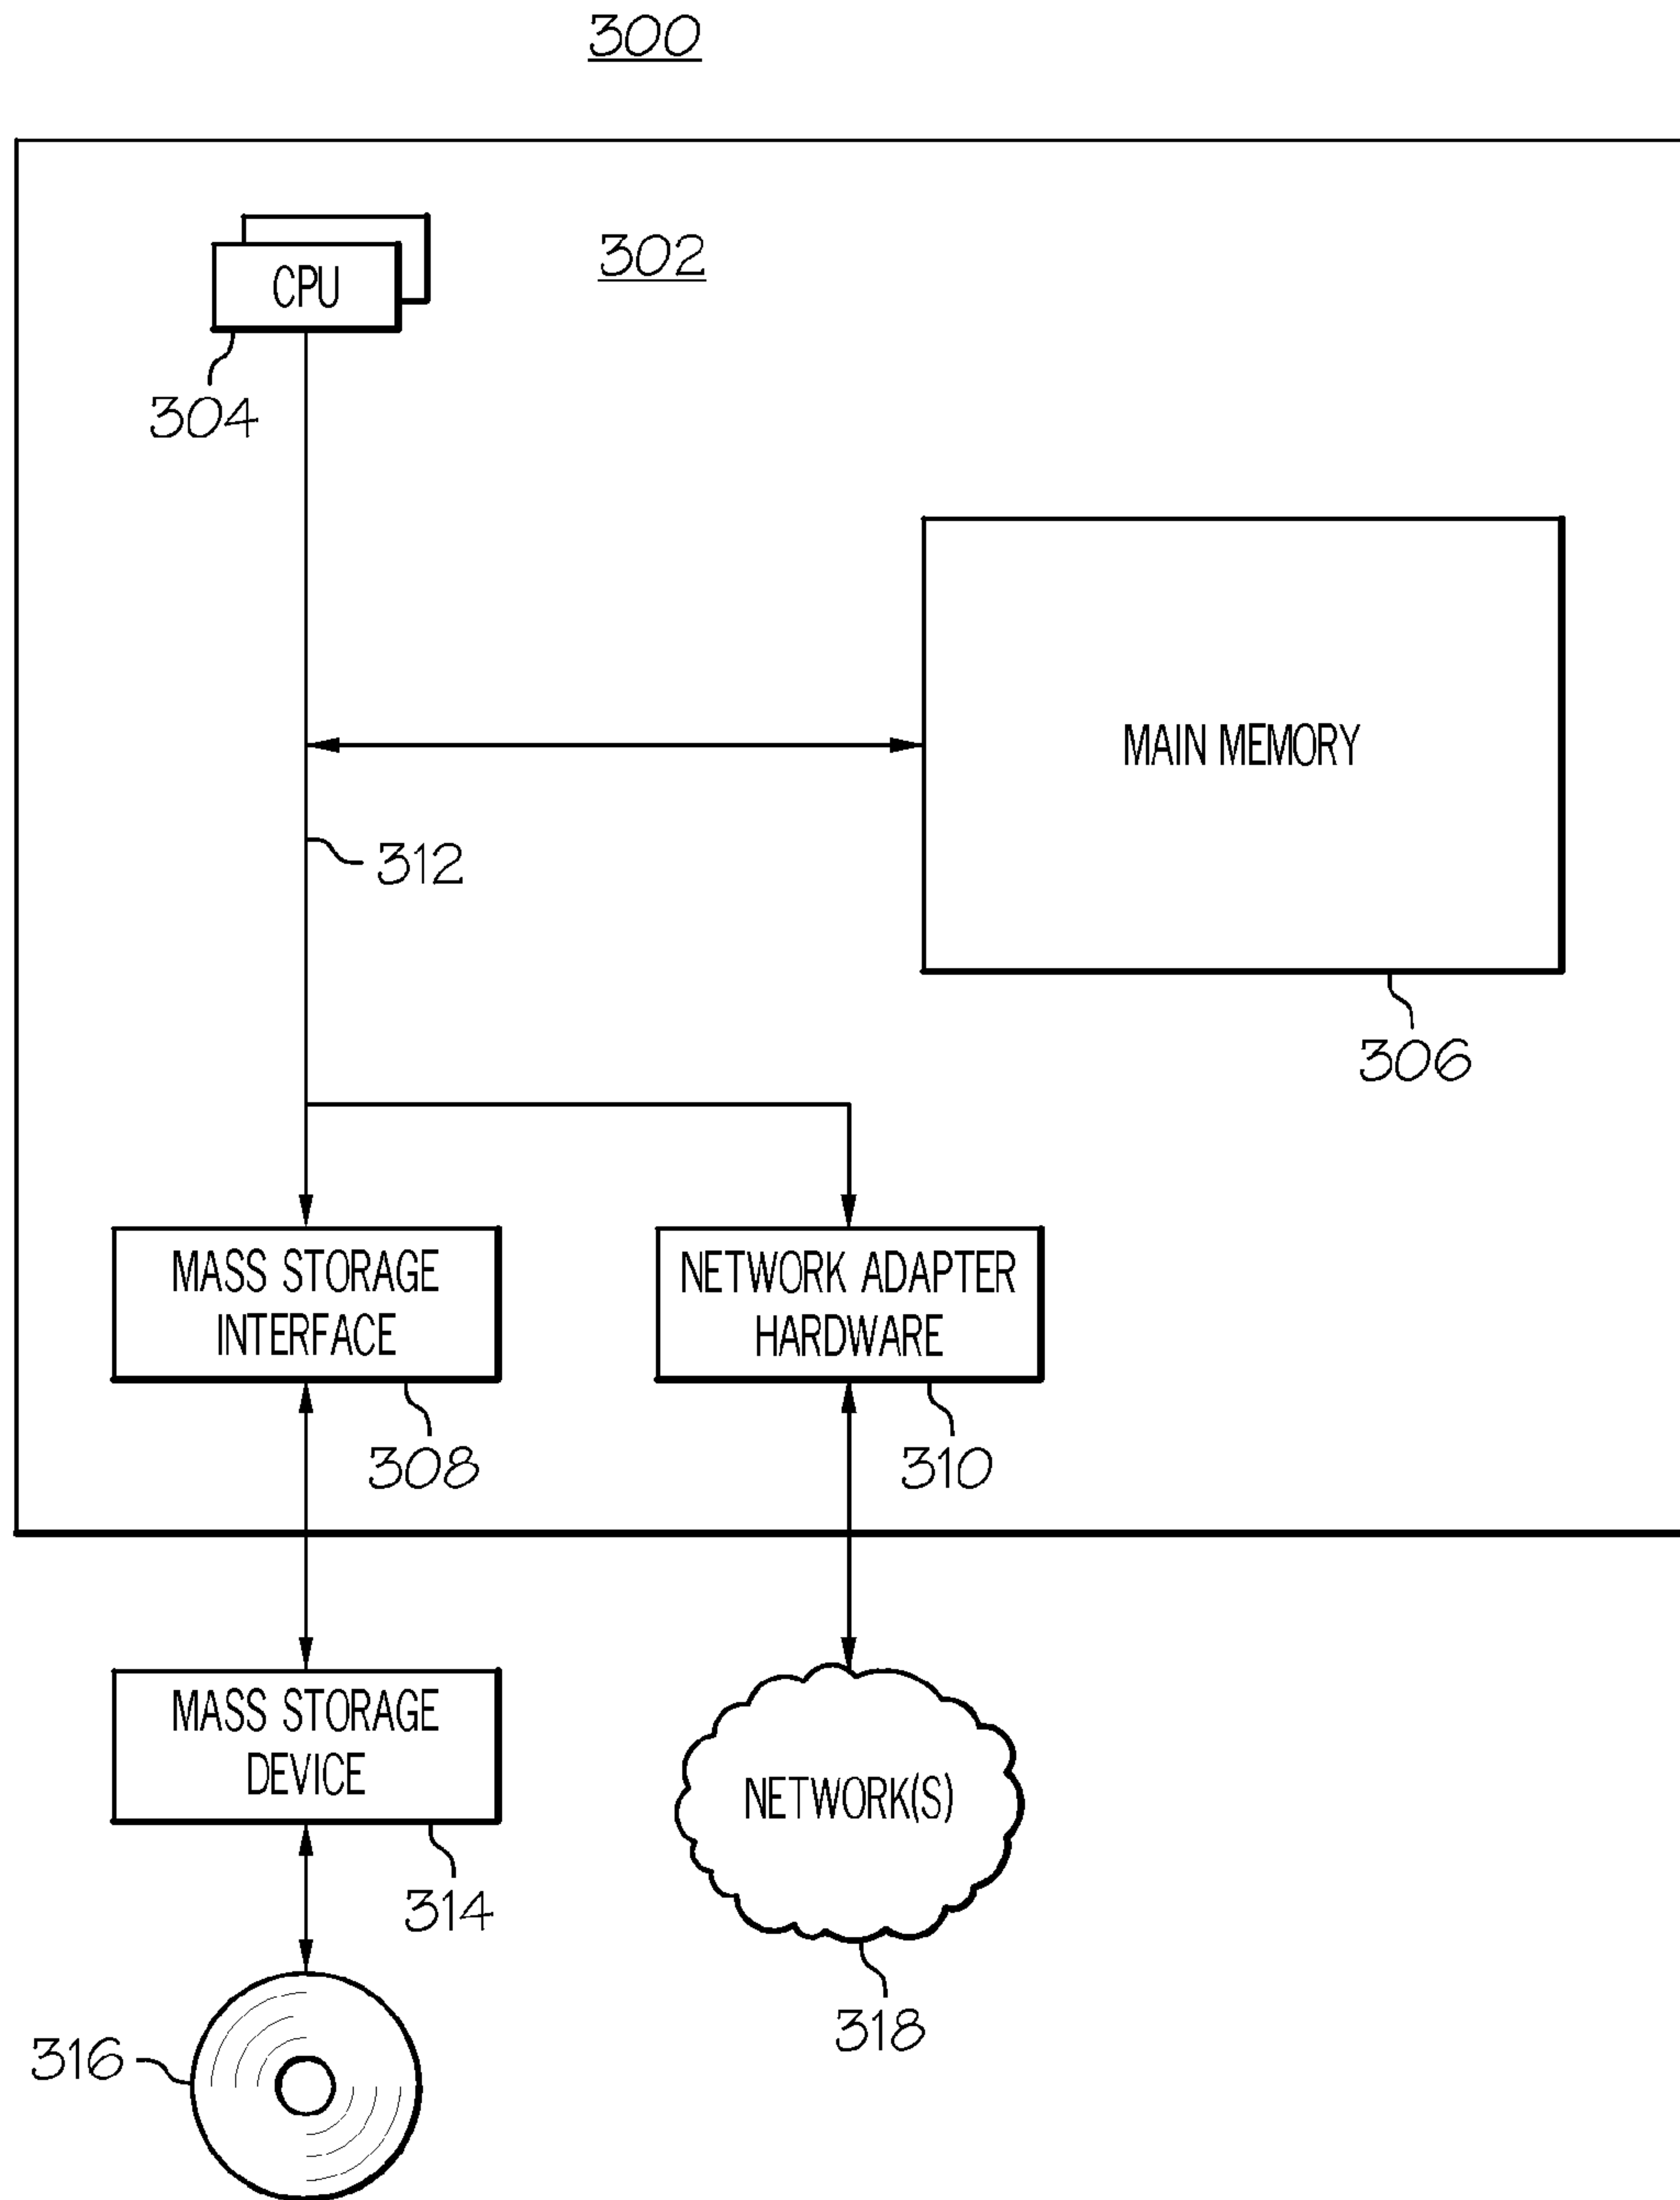 300
CPU
302
304
MAIN MEMORY
312
306
MASS STORAGE
INTERFACE
NETWORK ADAPTER
HARDWARE
308
310
MASS STORAGE
DEVICE
NETWORK(S)
314
316
318